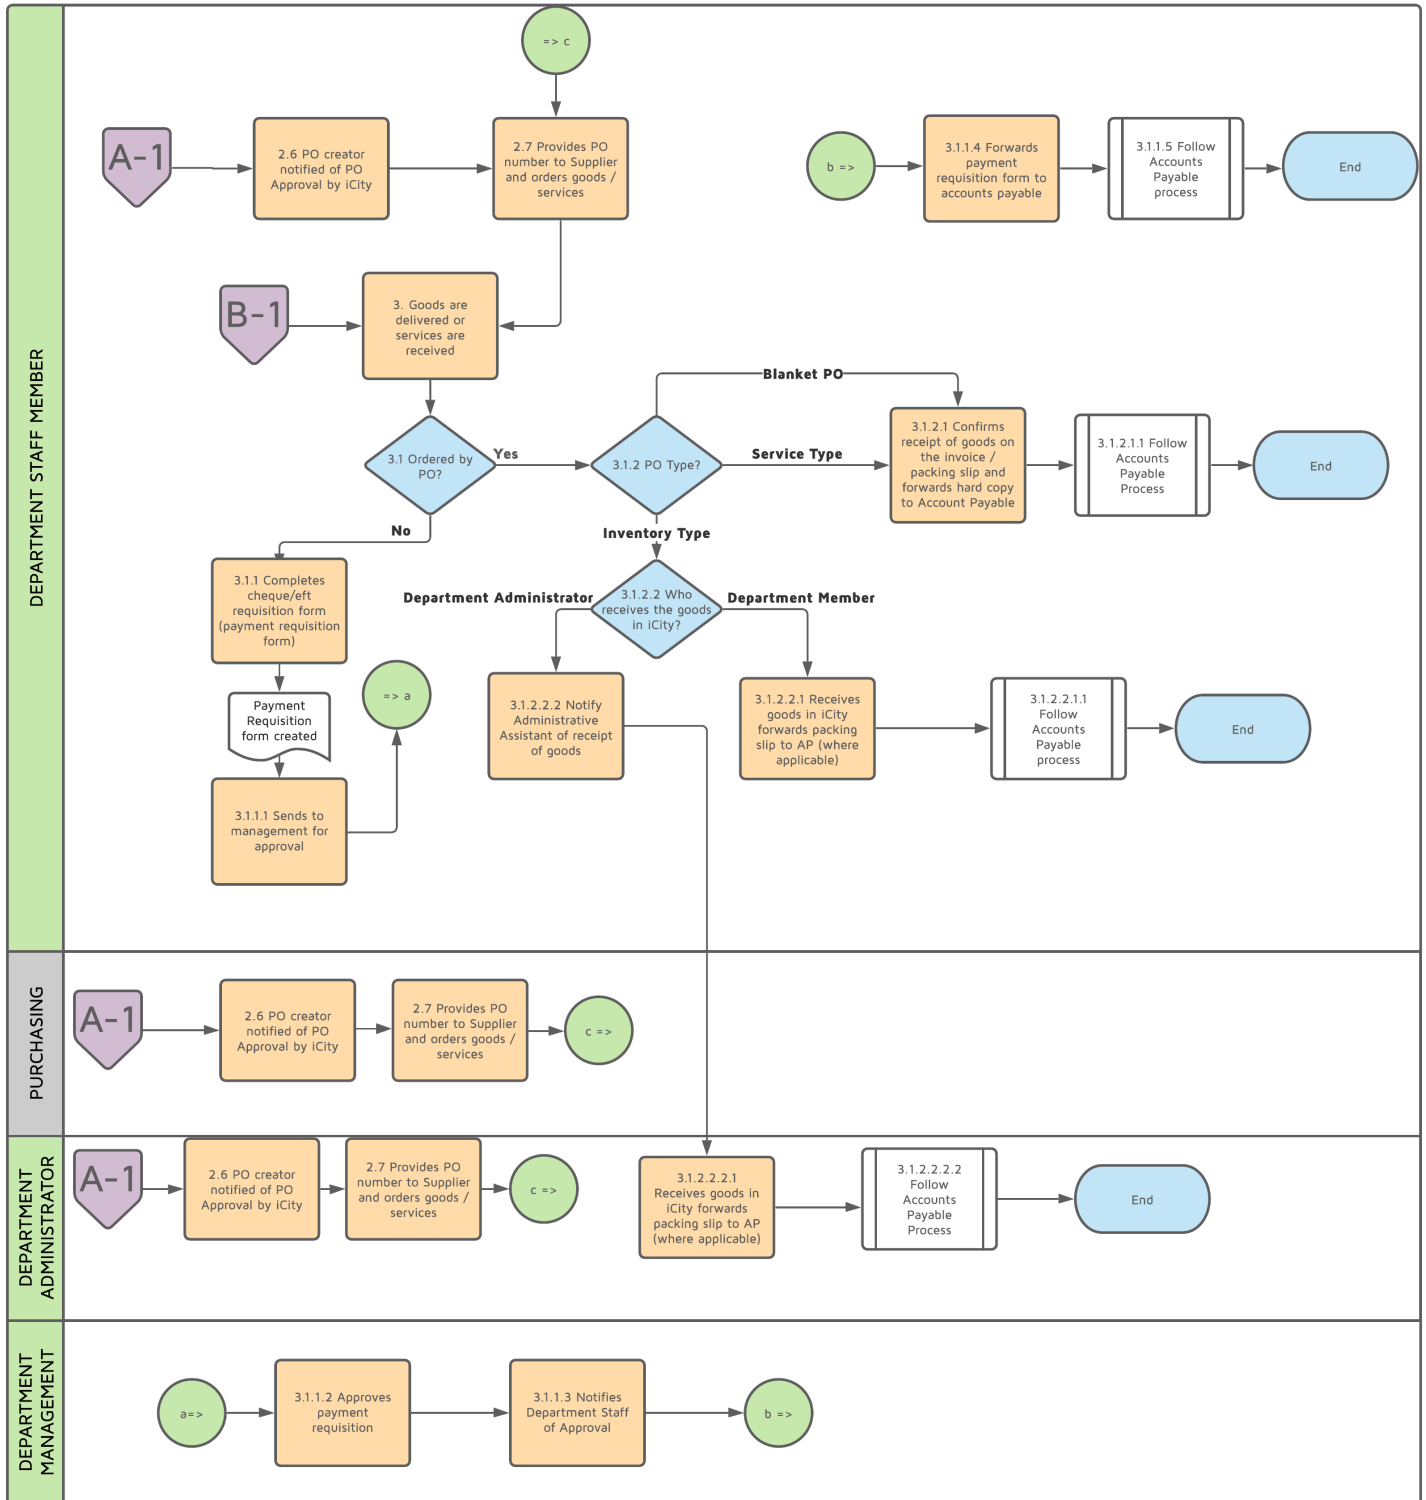 DEPARTMENT STAFF MEMBER
=> c
A-1
2.6 PO creator
notified of PO
Approval by iCity
2.7 Provides PO
number to Supplier
and orders goods /
services
b =>
3.1.1.4 Forwards
payment
requisition form to
accounts payable
3.1.1.5 Follow
Accounts
Payable
process
End
B-1
3. Goods are
delivered or
services are
received
3.1 Ordered by
PO?
Yes
No
3.1.2 PO Type?
Blanket PO
Service Type
Inventory Type
3.1.2.1 Confirms
receipt of goods on
the invoice /
packing slip and
forwards hard copy
to Account Payable
3.1.2.1.1 Follow
Accounts
Payable
Process
End
3.1.1 Completes
cheque/eft
requisition form
(payment requisition
form)
Department Administrator
3.1.2.2 Who
receives the goods
in iCity?
Department Member
Payment
Requisition
form created
=> a
3.1.2.2.2 Notify
Administrative
Assistant of receipt
of goods
3.1.2.2.1 Receives
goods in iCity
forwards packing
slip to AP (where
applicable)
3.1.2.2.1.1
Follow
Accounts
Payable
process
End
3.1.1.1 Sends to
management for
approval
PURCHASING
A-1
2.6 PO creator
notified of PO
Approval by iCity
2.7 Provides PO
number to Supplier
and orders goods /
services
c =>
DEPARTMENT
ADMINISTRATOR
A-1
2.6 PO creator
notified of PO
Approval by iCity
2.7 Provides PO
number to Supplier
and orders goods /
services
c =>
3.1.2.2.2.1
Receives goods in
iCity forwards
packing slip to AP
(where applicable)
3.1.2.2.2.2
Follow
Accounts
Payable
Process
End
DEPARTMENT
MANAGEMENT
a=>
3.1.1.2 Approves
payment
requisition
3.1.1.3 Notifies
Department Staff
of Approval
b =>